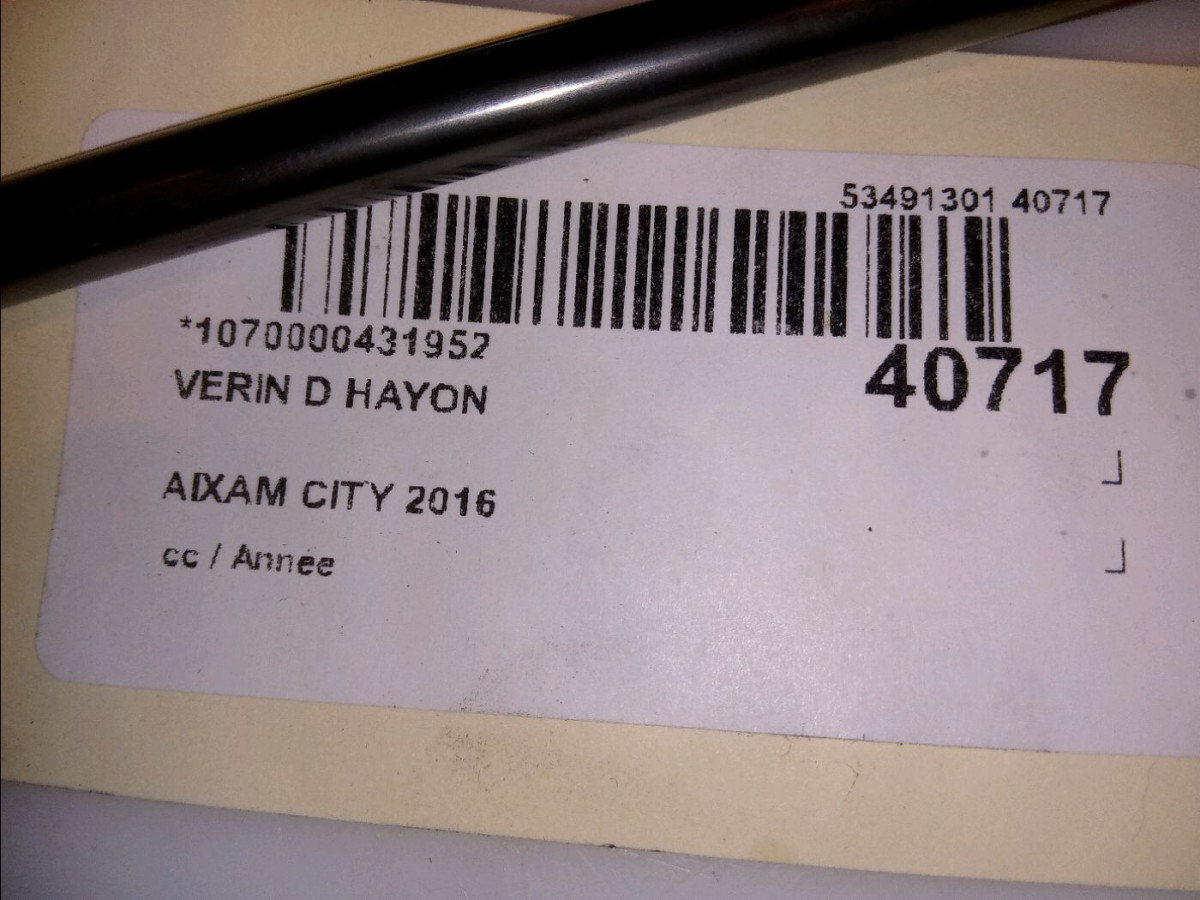 53491301 40717
*1070000431952
40717
VERIN D HAYON
AIXAM CITY 2016
cc / Annee